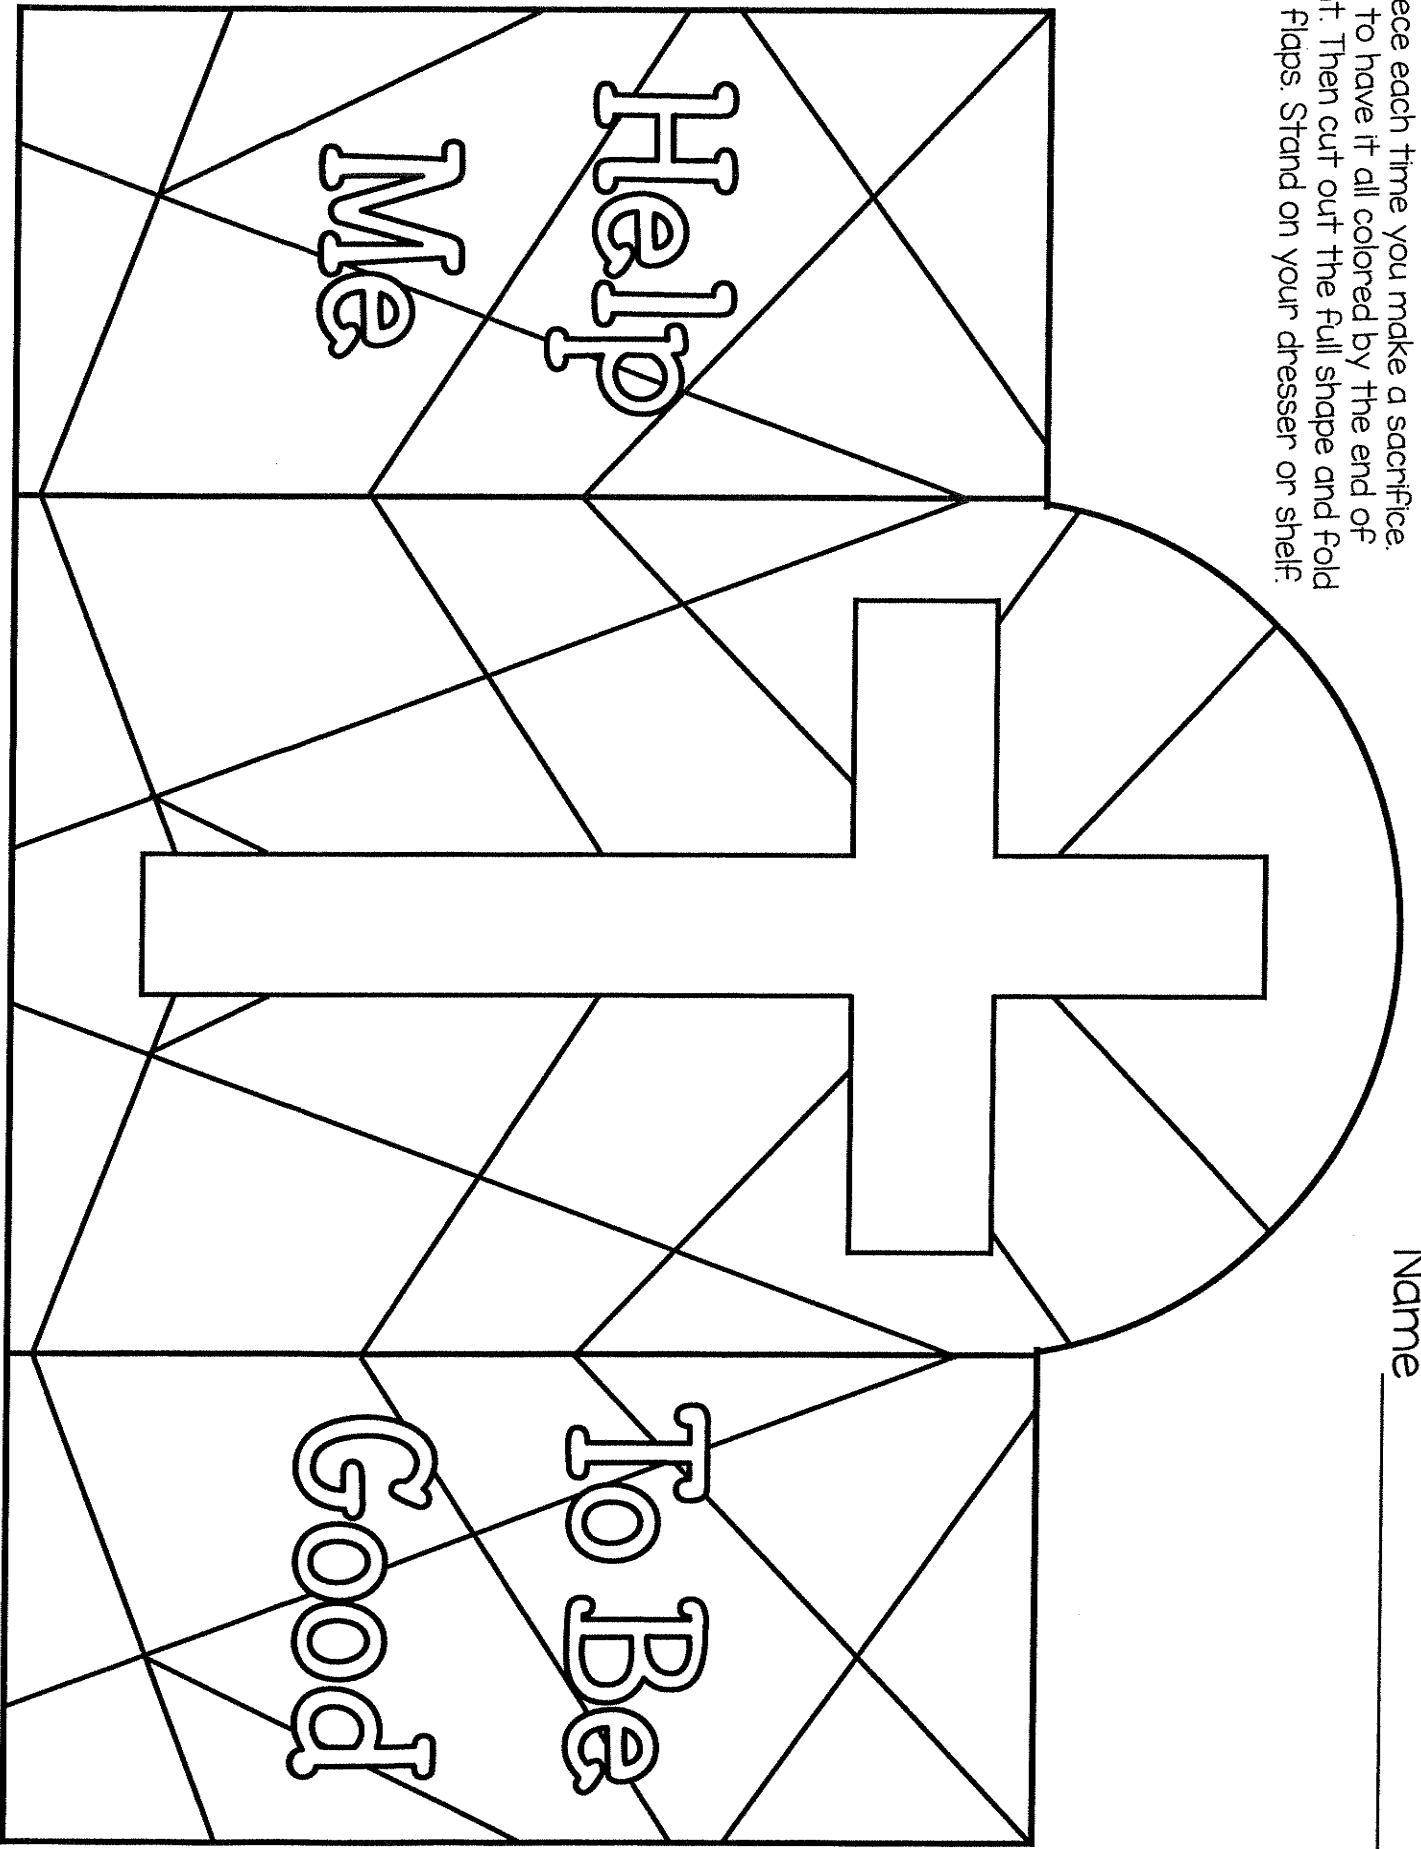 each time you make a sacrifice.
to have it all colored by the end of
Then cut out the full shape and fold
flaps. Stand on your dresser or shelf.
Name
Help
Me
To Be
Good